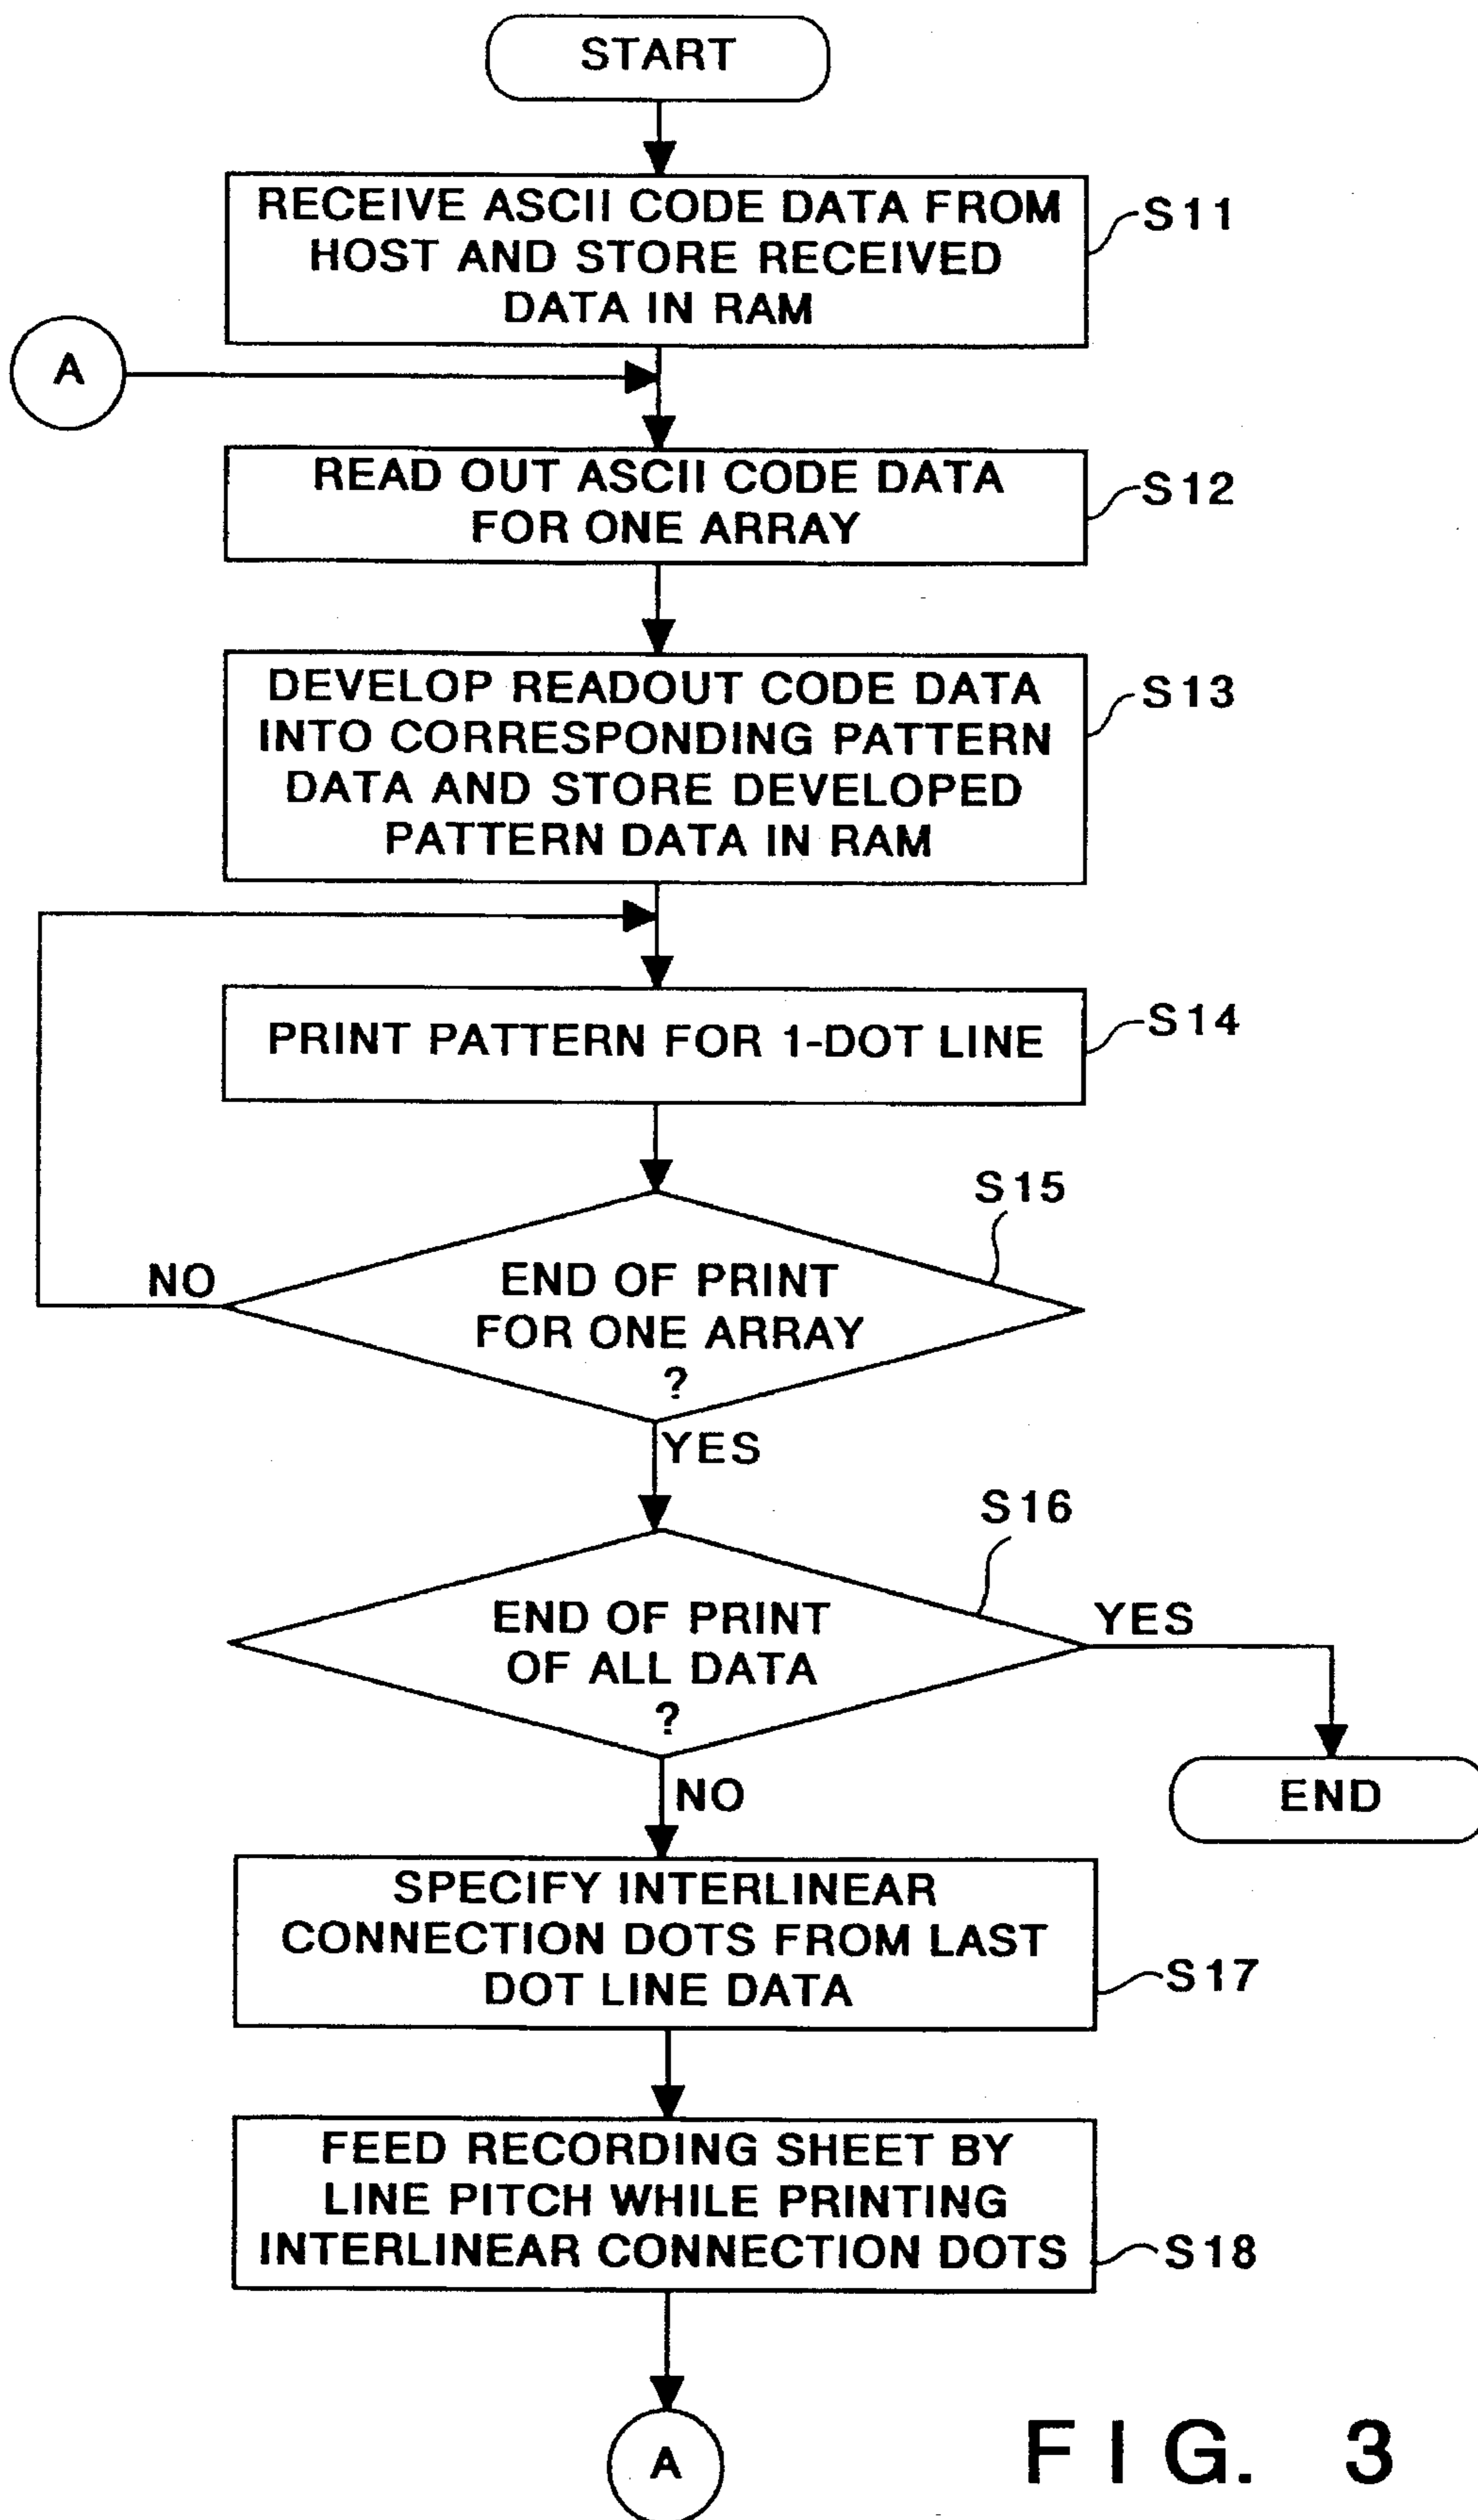 START
RECEIVE ASCII CODE DATA FROM
HOST AND STORE RECEIVED
DATA IN RAM
S11
A
READ OUT ASCII CODE DATA
FOR ONE ARRAY
S12
DEVELOP READOUT CODE DATA
INTO CORRESPONDING PATTERN
DATA AND STORE DEVELOPED
PATTERN DATA IN RAM
S13
PRINT PATTERN FOR 1-DOT LINE
S14
S15
END OF PRINT
FOR ONE ARRAY
?
NO
YES
S16
END OF PRINT
OF ALL DATA
?
YES
END
NO
SPECIFY INTERLINEAR
CONNECTION DOTS FROM LAST
DOT LINE DATA
S17
FEED RECORDING SHEET BY
LINE PITCH WHILE PRINTING
INTERLINEAR CONNECTION DOTS
S18
A
FIG. 3